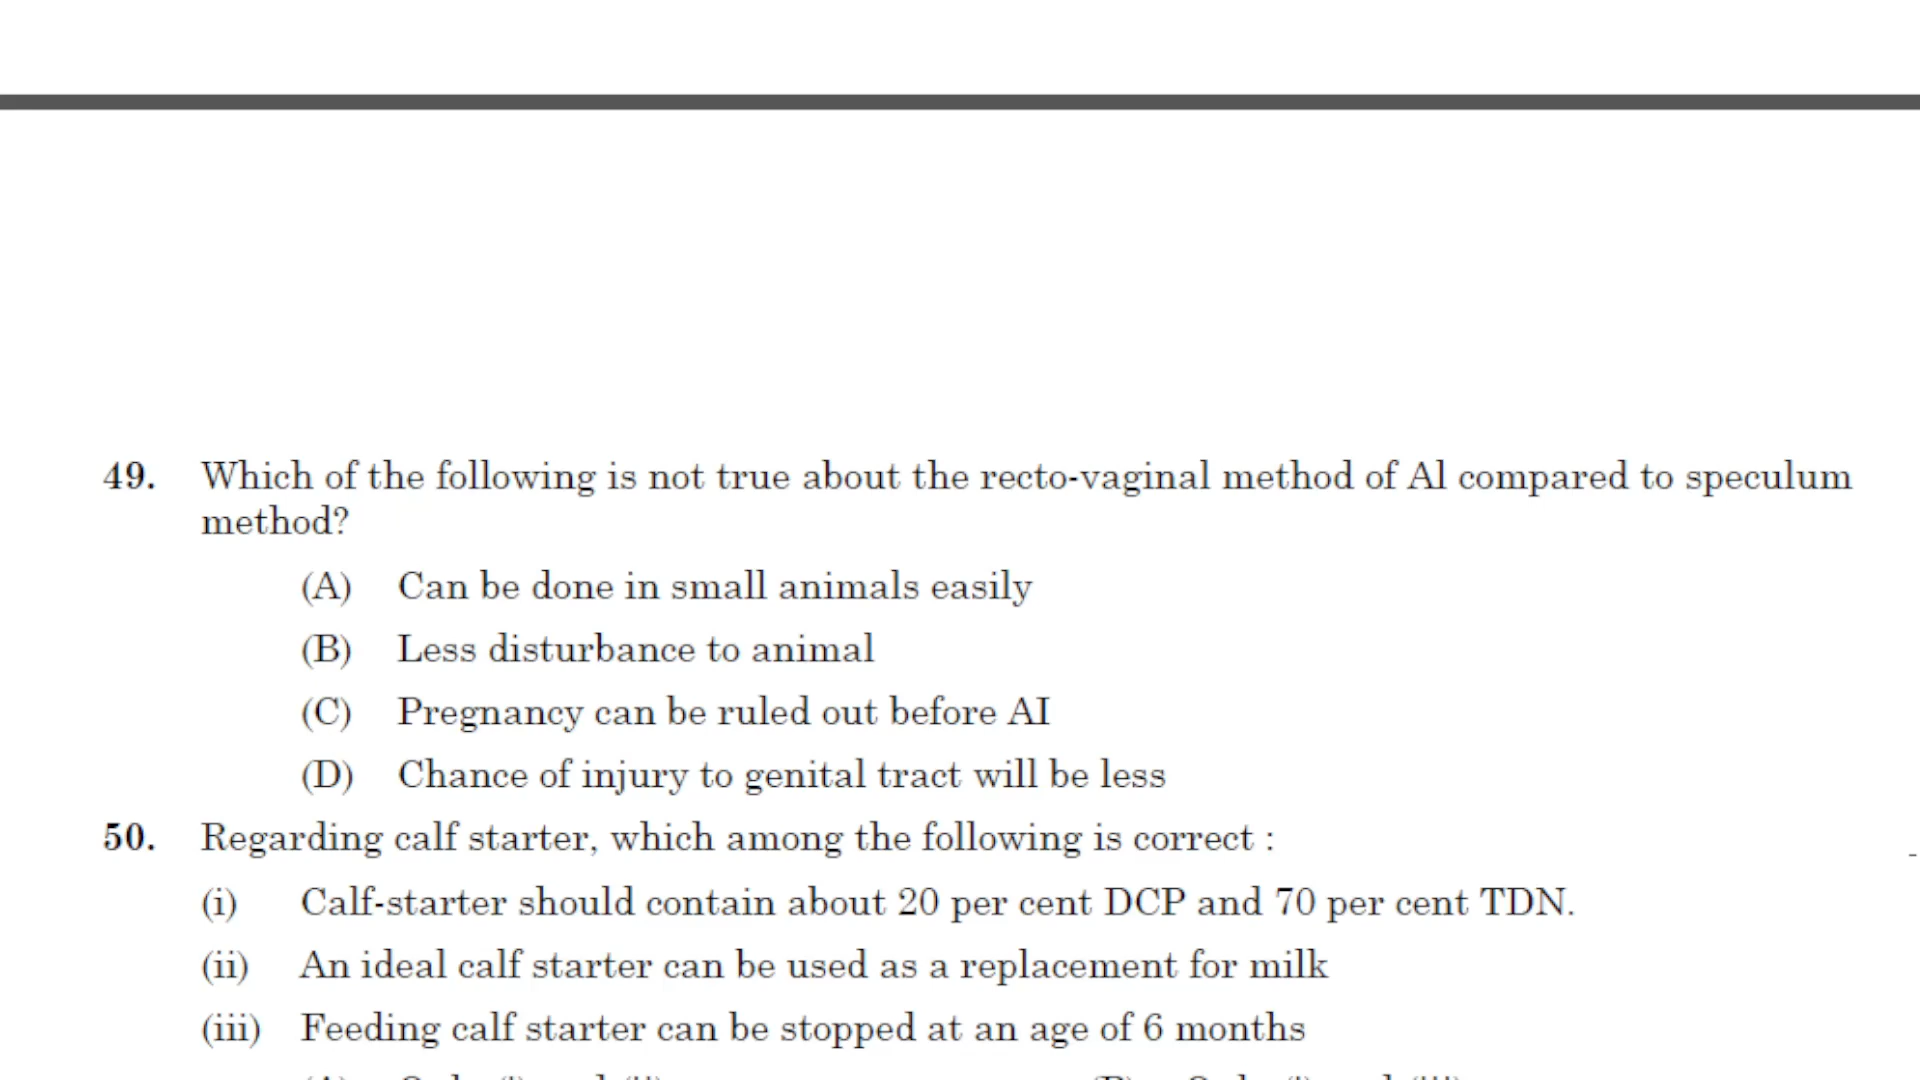 49. Which of the following is not true about the recto-vaginal method of Al compared to speculum
method?
(A) Can be done in small animals easily
(B) Less disturbance to animal
(C) Pregnancy can be ruled out before AI
(D) Chance of injury to genital tract will be less
50. Regarding calf starter, which among the following is correct :
(i) Calf-starter should contain about 20 per cent DCP and 70 per cent TDN.
(ii) An ideal calf starter can be used as a replacement for milk
(iii) Feeding calf starter can be stopped at an age of 6 months